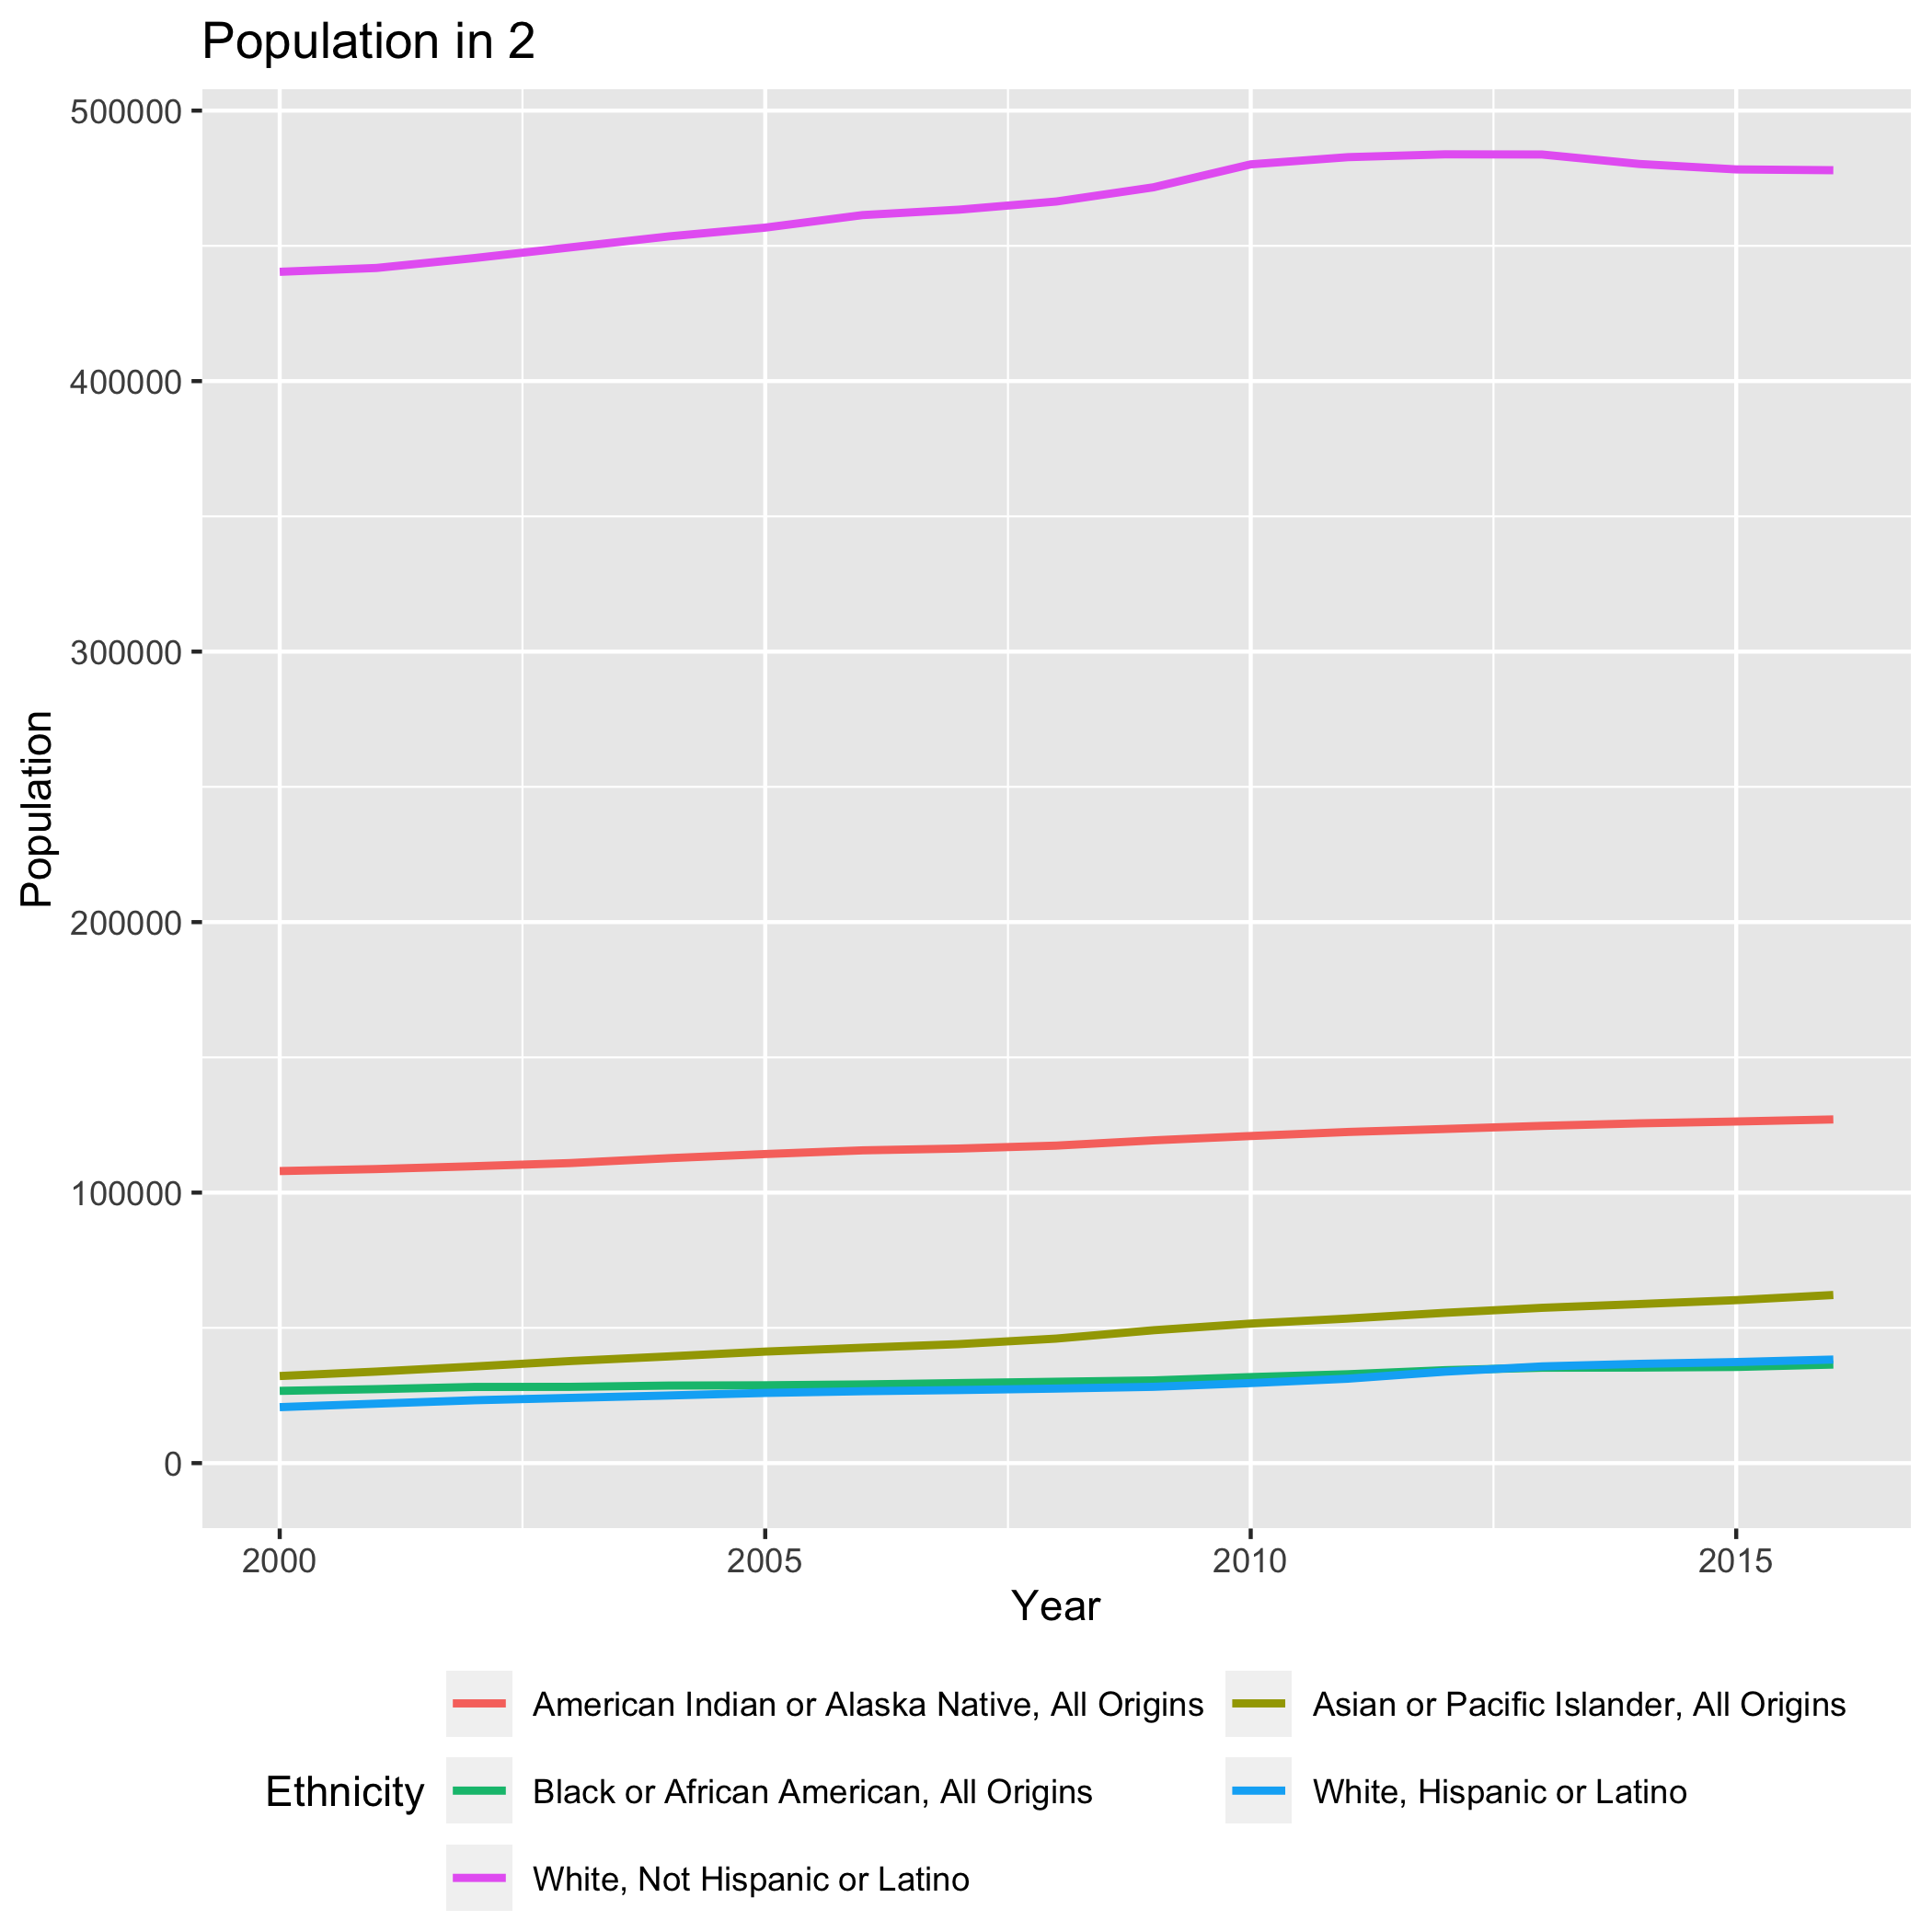 Population in 2
500000
400000
300000
200000
100000
0
Population
2000 2005 2010 2015
Year
Ethnicity
American Indian or Alaska Native, All Origins
Asian or Pacific Islander, All Origins
Black or African American, All Origins
White, Hispanic or Latino
White, Not Hispanic or Latino